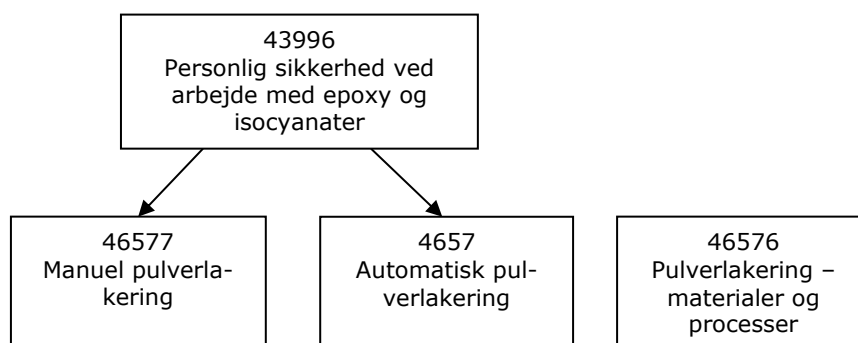 43996
Personlig sikkerhed ved
arbejde med epoxy og
isocyanater
46577
Manuel pulverla-
kering
4657
Automatisk pul-
verlakering
46576
Pulverlakering –
materialer og
processer